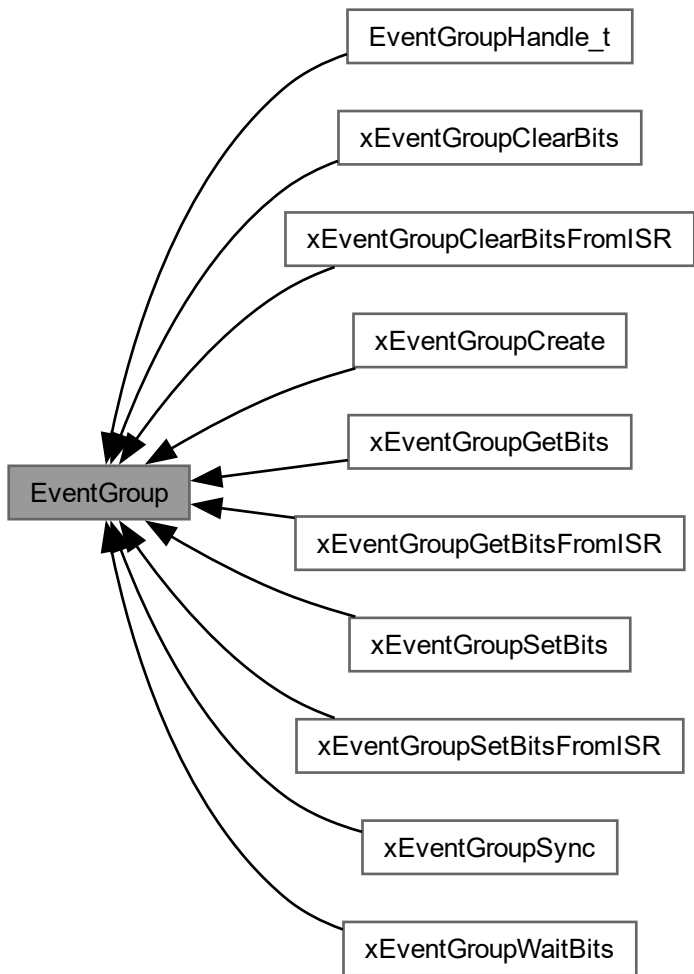 EventGroupHandle_t
xEventGroupClearBits
xEventGroupClearBitsFromISR
xEventGroupCreate
xEventGroupGetBits
EventGroup
xEventGroupGetBitsFromISR
xEventGroupSetBits
xEventGroupSetBitsFromISR
xEventGroupSync
xEventGroupWaitBits